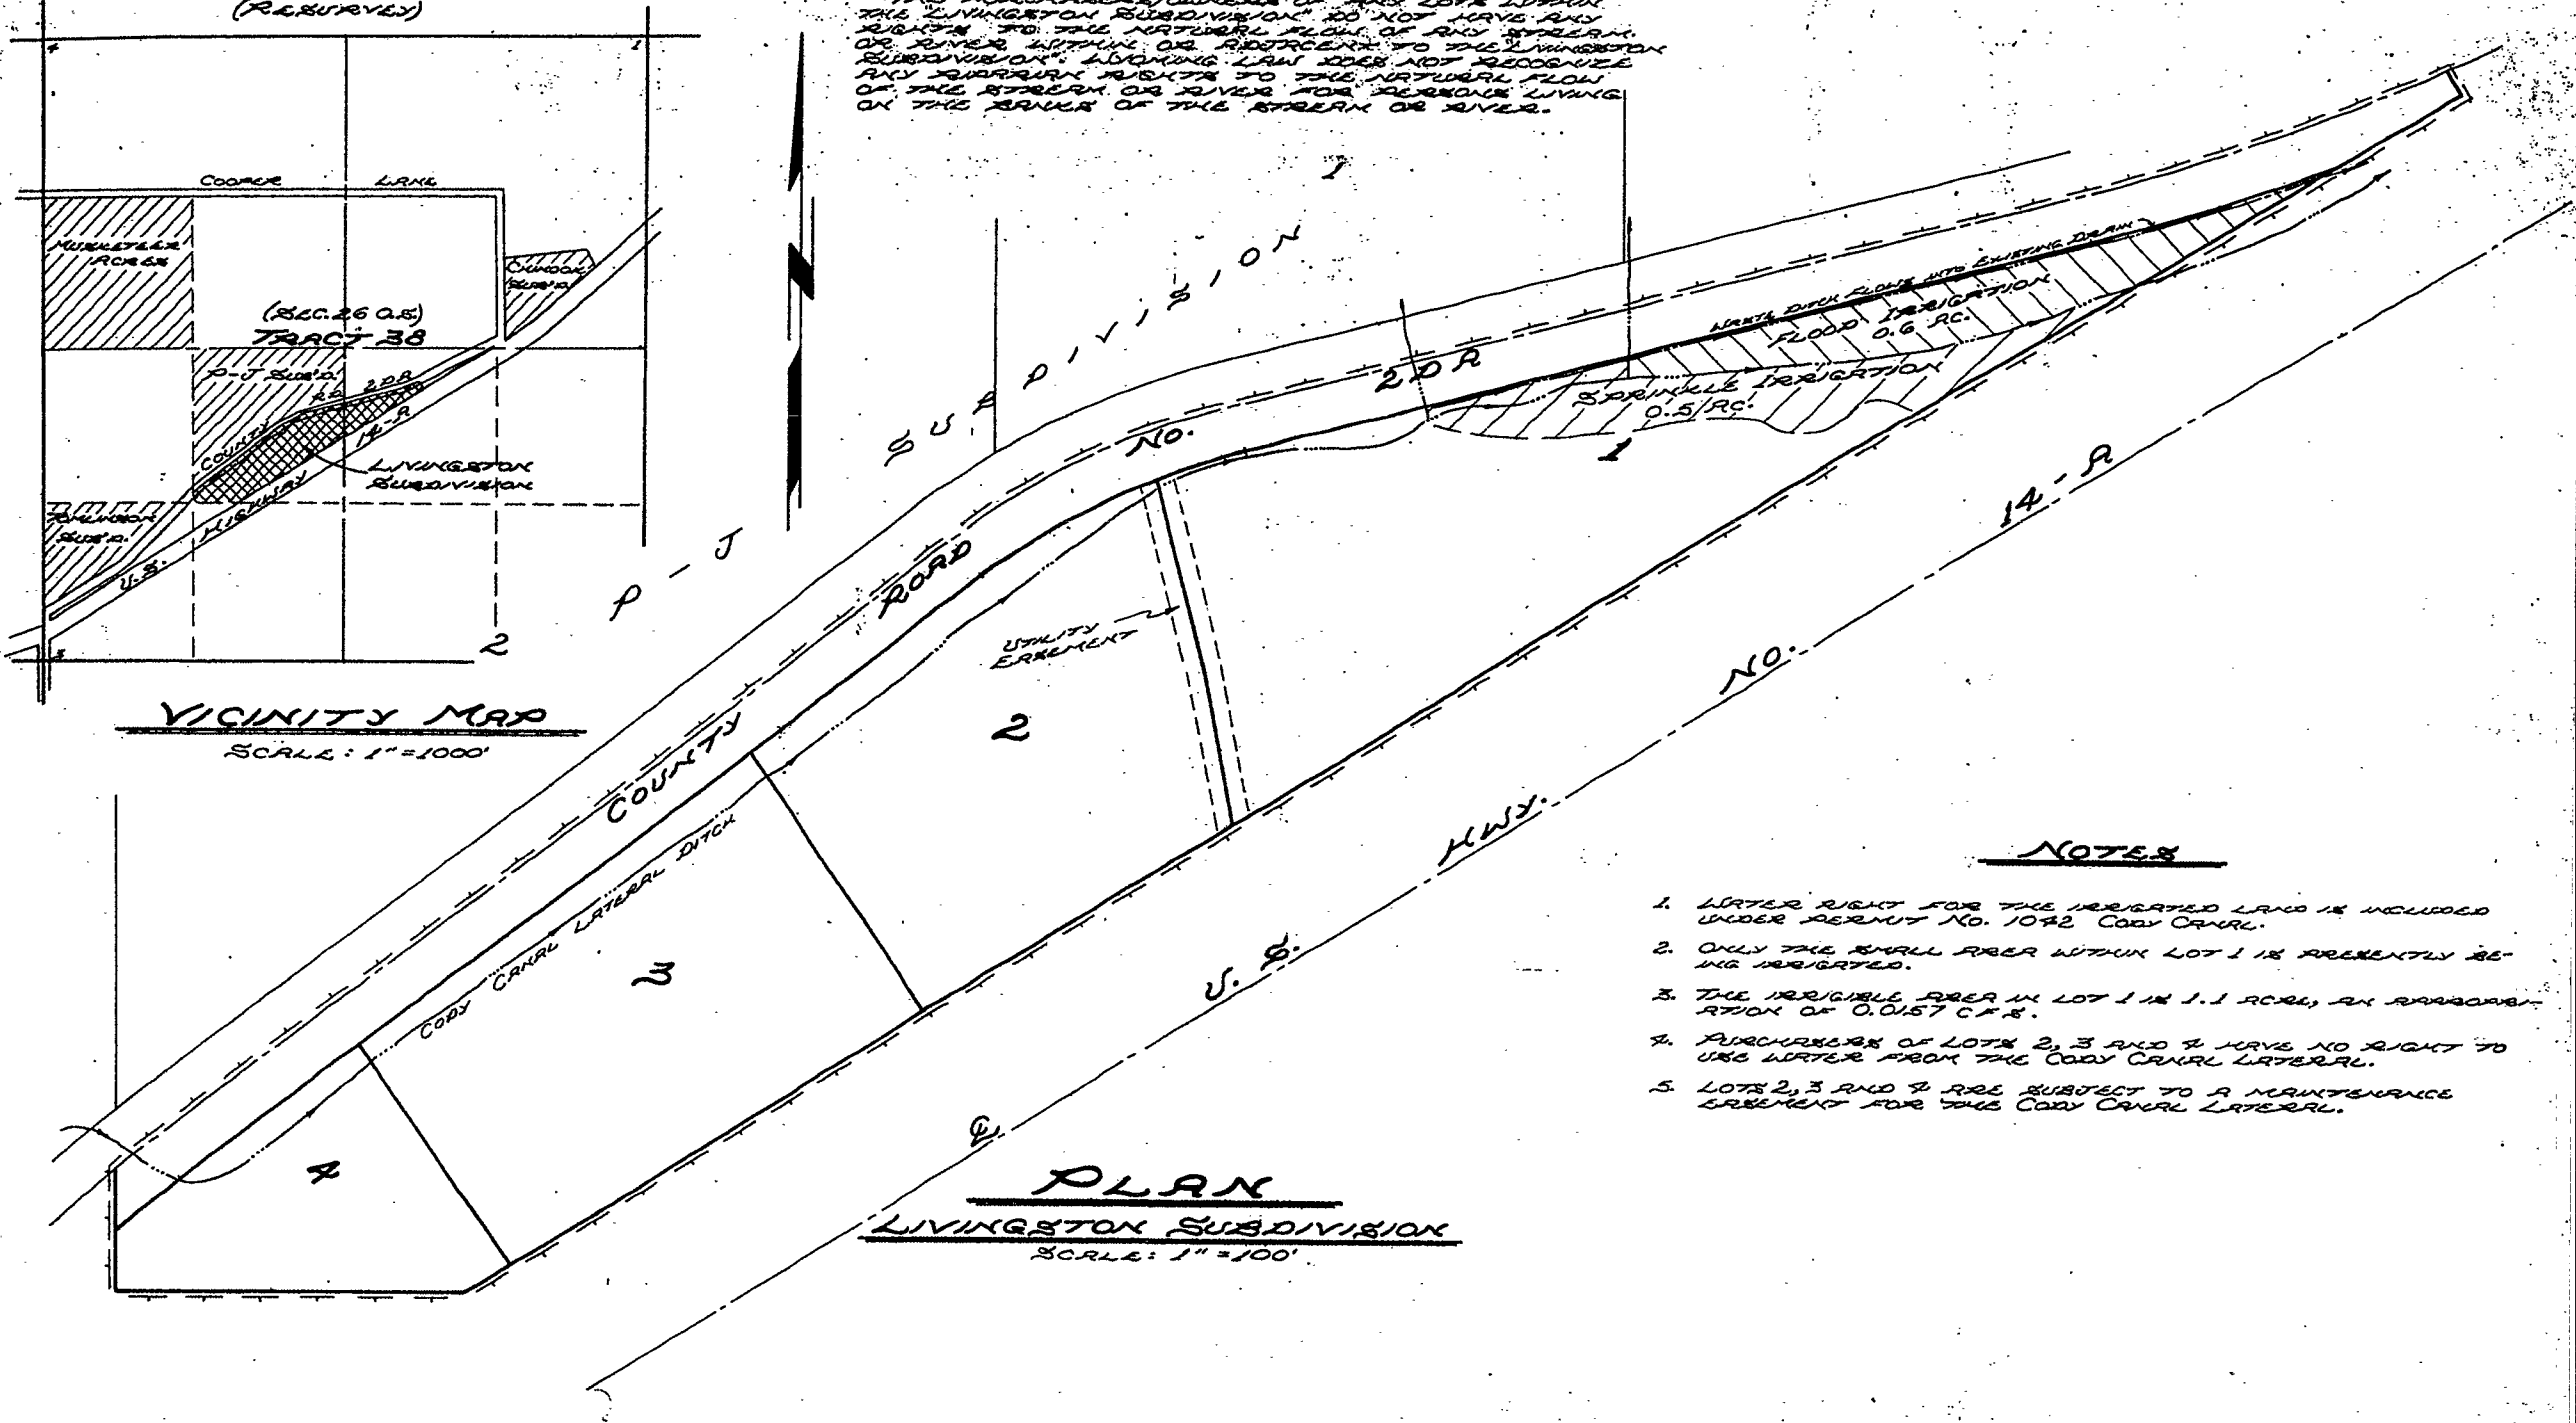 (RESURVEY)
4
1
COOPER LANE
MUSKETEER
ACRES
CHINOOK
SUB'D.
(SEC. 26 O.S.)
TRACT 38
P-J SUB'D.
COUNTY RD. 2DA
14-A
LIVINGSTON
SUBDIVISION
TOMLINSON
SUB'D.
U.S. HIGHWAY
3
2
VICINITY MAP
SCALE: 1"=1000'
THE "LIVINGSTON SUBDIVISION" DO NOT HAVE ANY
RIGHTS TO THE NATURAL FLOW OF ANY STREAM
OR RIVER WITHIN OR ADJACENT TO THE "LIVINGSTON
SUBDIVISION". WYOMING LAW DOES NOT RECOGNIZE
ANY RIPARIAN RIGHTS TO THE NATURAL FLOW
OF THE STREAM OR RIVER FOR PERSONS LIVING
ON THE BANKS OF THE STREAM OR RIVER.
1
P-J SUBDIVISION
COUNTY ROAD NO. 2DA
WASTE DITCH FLOWS INTO EXISTING DRAIN
FLOOD IRRIGATION
0.6 AC.
SPRINKLE IRRIGATION
0.5 AC.
1
UTILITY
EASEMENT
2
CODY CANAL LATERAL DITCH
3
4
℄ U.S. HWY. NO. 14-A
PLAN
LIVINGSTON SUBDIVISION
SCALE: 1"=100'
NOTES
1. WATER RIGHT FOR THE IRRIGATED LAND IS INCLUDED
UNDER PERMIT NO. 1042 CODY CANAL.
2. ONLY THE SMALL AREA WITHIN LOT 1 IS PRESENTLY BE-
ING IRRIGATED.
3. THE IRRIGIBLE AREA IN LOT 1 IS 1.1 ACRE, AN APPROPRI-
ATION OF 0.0157 CFS.
4. PURCHASERS OF LOTS 2, 3 AND 4 HAVE NO RIGHT TO
USE WATER FROM THE CODY CANAL LATERAL.
5. LOTS 2, 3 AND 4 ARE SUBJECT TO A MAINTENANCE
EASEMENT FOR THE CODY CANAL LATERAL.